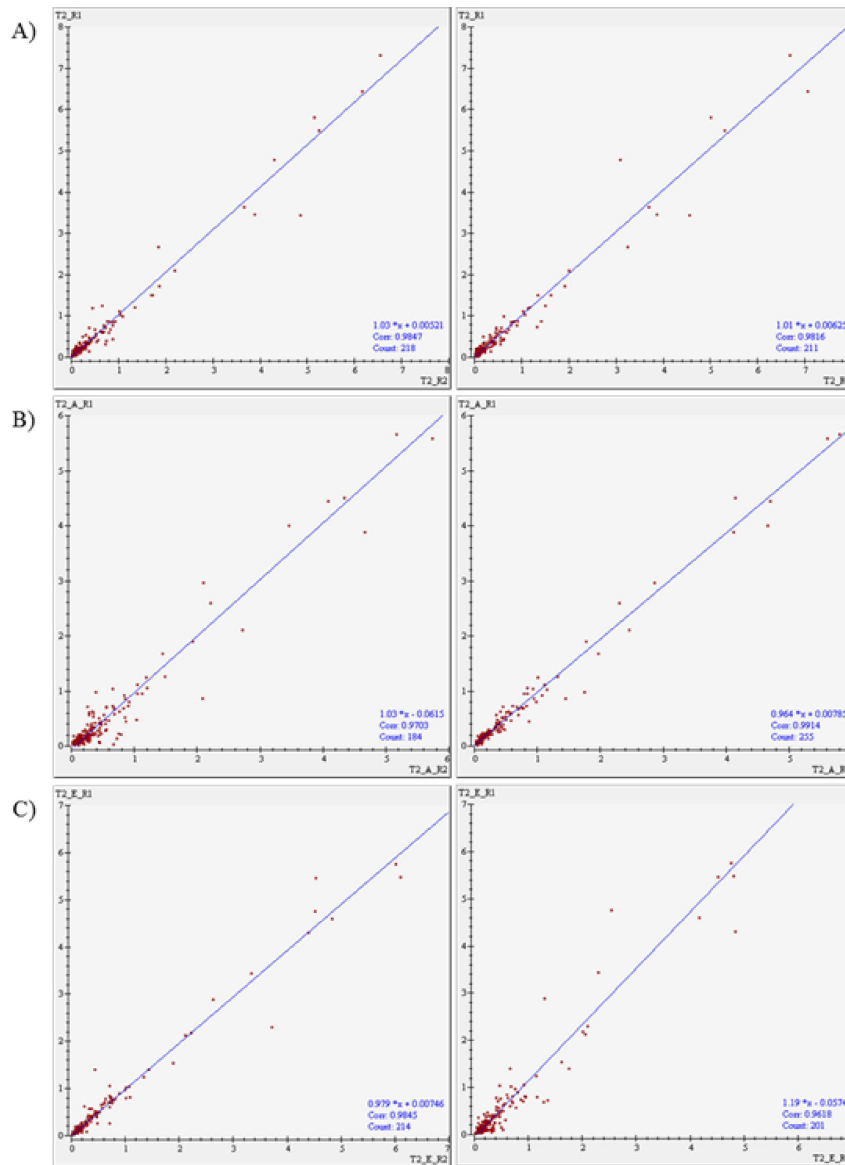 A)
T2_R1
8
7
6
5
4
3
2
1
0
0 1 2 3 4 5 6 7 8
T2_R2
1.03 *x + 0.00521
Corr: 0.9847
Count: 218
T2_R1
8
7
6
5
4
3
2
1
0
0 1 2 3 4 5 6 7
1.01 *x + 0.00625
Corr: 0.9816
Count: 211
B)
T2_A_R1
6
5
4
3
2
1
0
0 1 2 3 4 5 6
T2_A_R2
1.03 *x - 0.0615
Corr: 0.9703
Count: 184
T2_A_R1
6
5
4
3
2
1
0
0 1 2 3 4 5
0.964 *x + 0.00785
Corr: 0.9914
Count: 255
C)
T2_E_R1
7
6
5
4
3
2
1
0
0 1 2 3 4 5 6 7
T2_E_R2
0.979 *x + 0.00746
Corr: 0.9845
Count: 214
T2_E_R1
7
6
5
4
3
2
1
0
0 1 2 3 4 5 6
1.19 *x - 0.0574
Corr: 0.9618
Count: 201